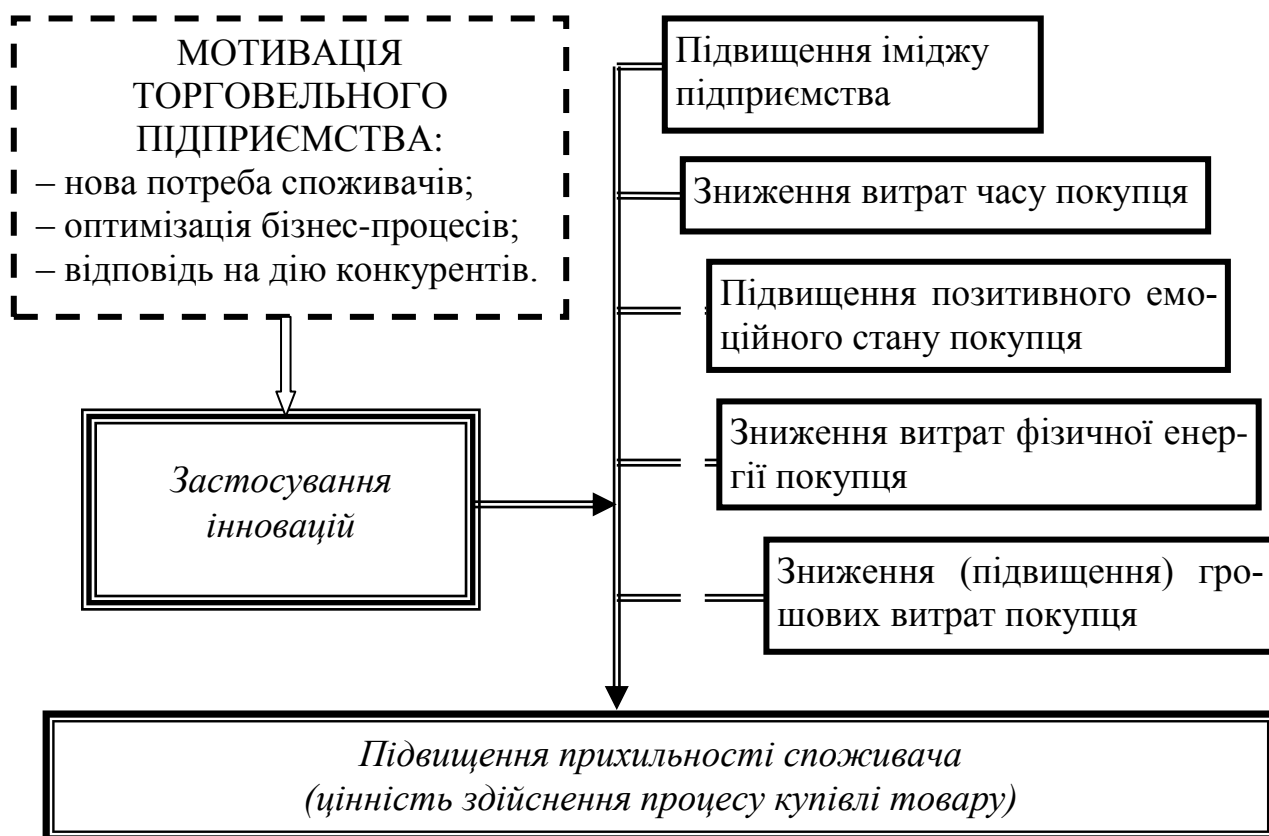 МОТИВАЦІЯ
ТОРГОВЕЛЬНОГО
ПІДПРИЄМСТВА:
– нова потреба споживачів;
– оптимізація бізнес-процесів;
– відповідь на дію конкурентів.
Застосування
інновацій
Підвищення іміджу
підприємства
Зниження витрат часу покупця
Підвищення позитивного емо-
ційного стану покупця
Зниження витрат фізичної енер-
гії покупця
Зниження (підвищення) гро-
шових витрат покупця
Підвищення прихильності споживача
(цінність здійснення процесу купівлі товару)